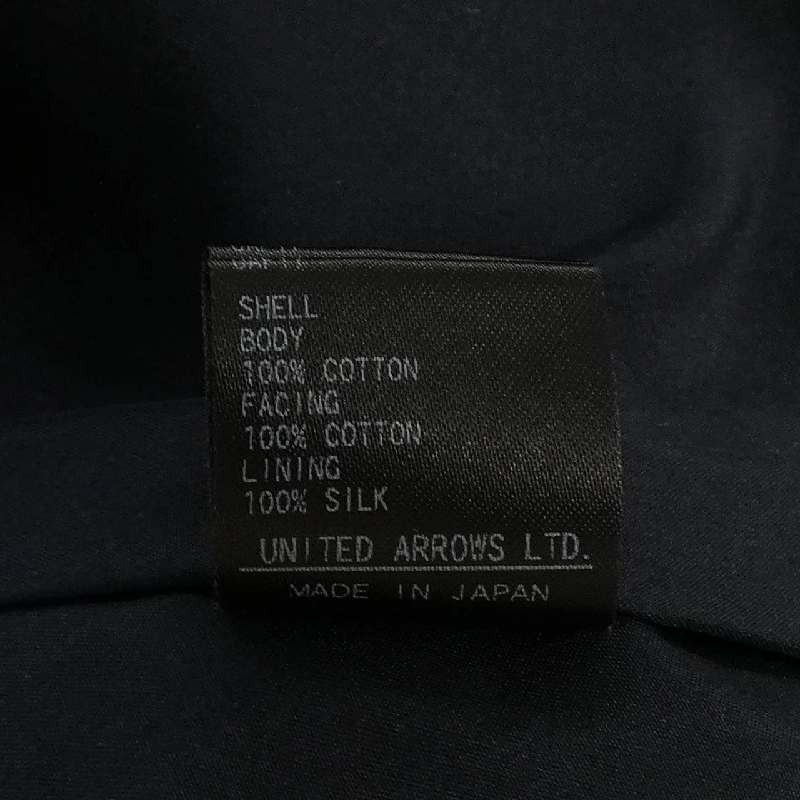 SHELL
BODY
100% COTTON
FACING
100% COTTON
LINING
100% SILK
UNITED ARROWS LTD.
MADE IN JAPAN